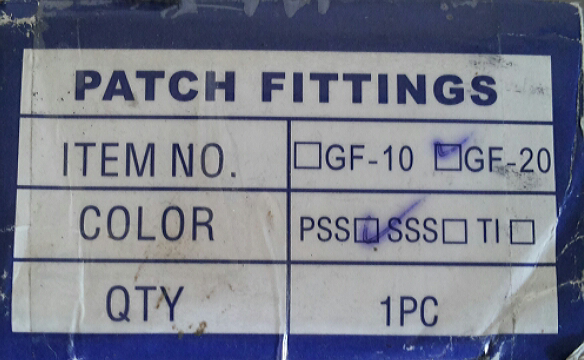 PATCH FITTINGS
ITEM NO. □GF-10 ☑GF-20
COLOR PSS☑ SSS□ TI□
QTY 1PC